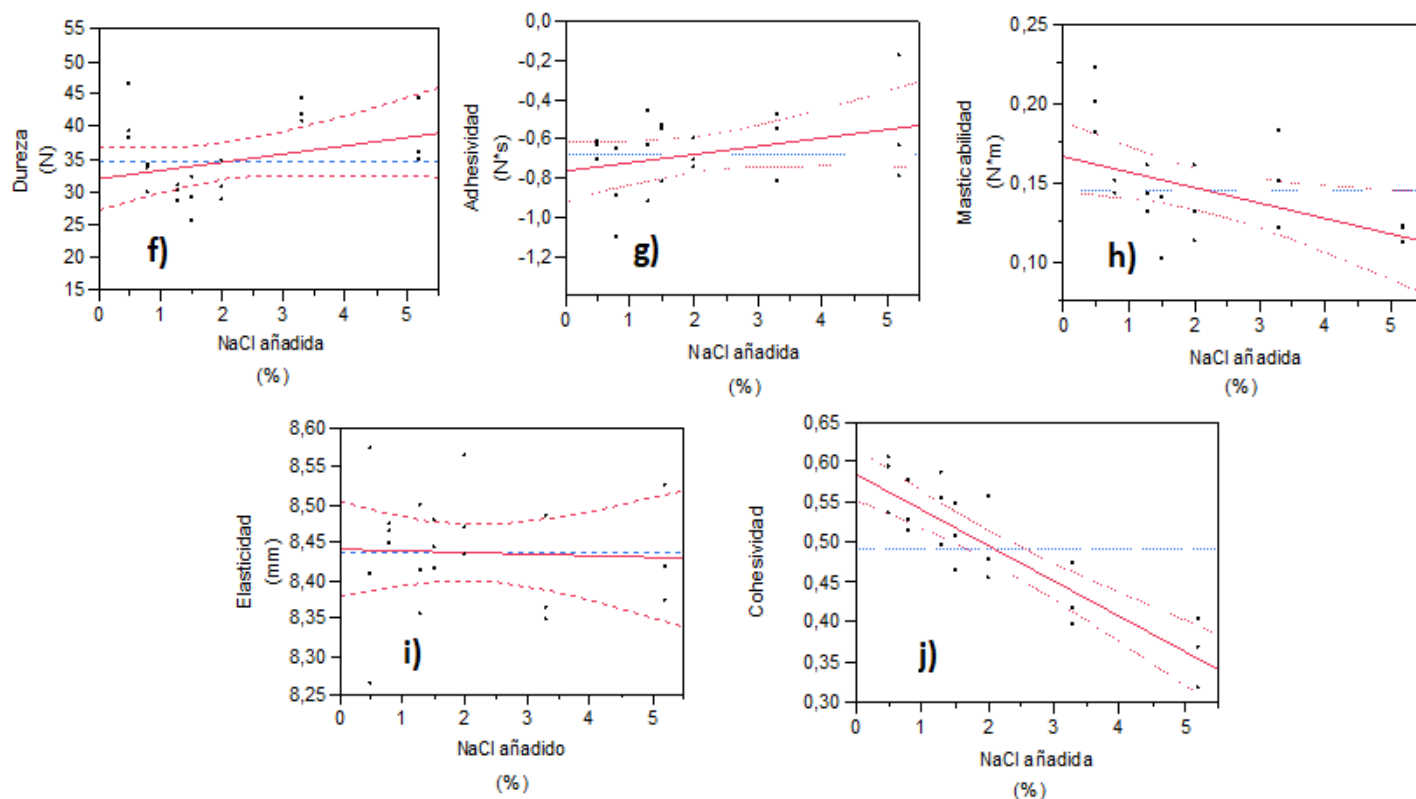 Dureza
(N)
55
50
45
40
35
30
25
20
15
f)
0 1 2 3 4 5
NaCl añadida
(%)
Adhesividad
(N*s)
0,0
-0,2
-0,4
-0,6
-0,8
-1,0
-1,2
g)
0 1 2 3 4 5
NaCl añadida
(%)
Masticabilidad
(N*m)
0,25
0,20
0,15
0,10
h)
0 1 2 3 4 5
NaCl añadida
(%)
Elasticidad
(mm)
8,60
8,55
8,50
8,45
8,40
8,35
8,30
8,25
i)
0 1 2 3 4 5
NaCl añadido
(%)
Cohesividad
0,65
0,60
0,55
0,50
0,45
0,40
0,35
0,30
j)
0 1 2 3 4 5
NaCl añadida
(%)